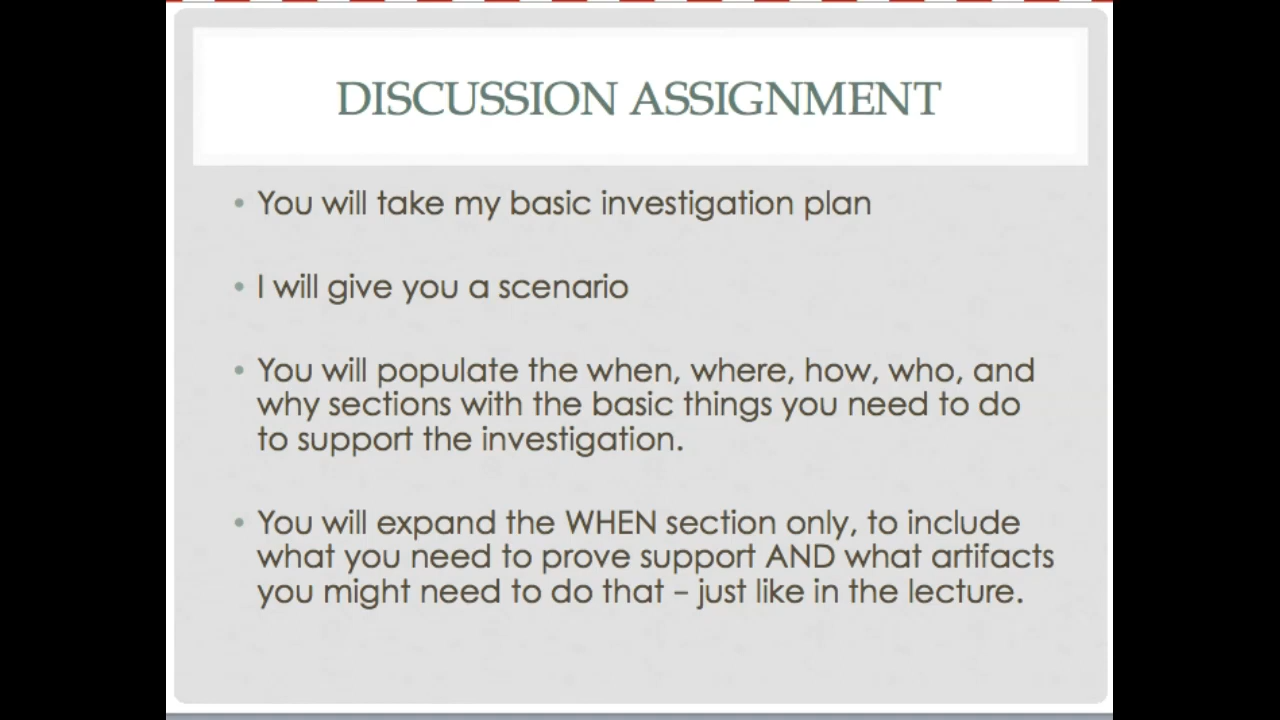 DISCUSSION ASSIGNMENT
• You will take my basic investigation plan
• I will give you a scenario
• You will populate the when, where, how, who, and
why sections with the basic things you need to do
to support the investigation.
• You will expand the WHEN section only, to include
what you need to prove support AND what artifacts
you might need to do that – just like in the lecture.